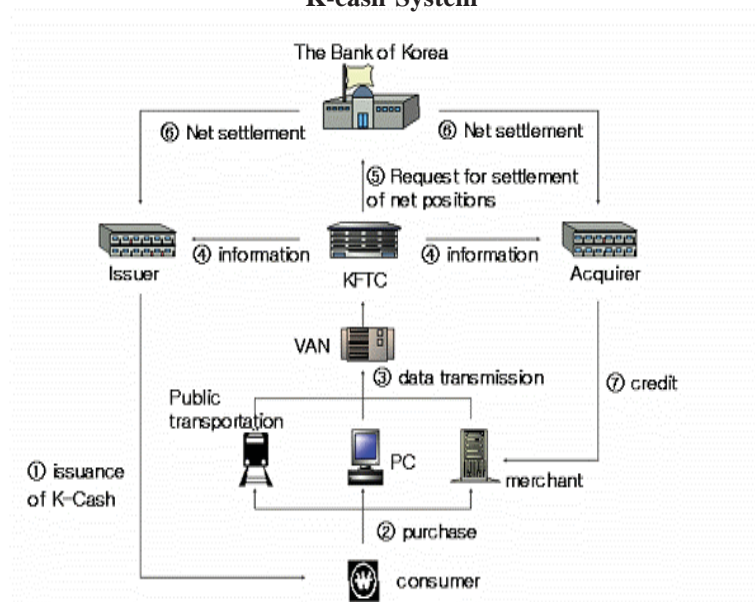 K-cash System
The Bank of Korea
⑥ Net settlement
⑥ Net settlement
⑤ Request for settlement
of net positions
④ information
④ information
Issuer
KFTC
Acquirer
VAN
③ data transmission
⑦ credit
Public
transportation
PC
merchant
① issuance
of K-Cash
② purchase
₩
consumer